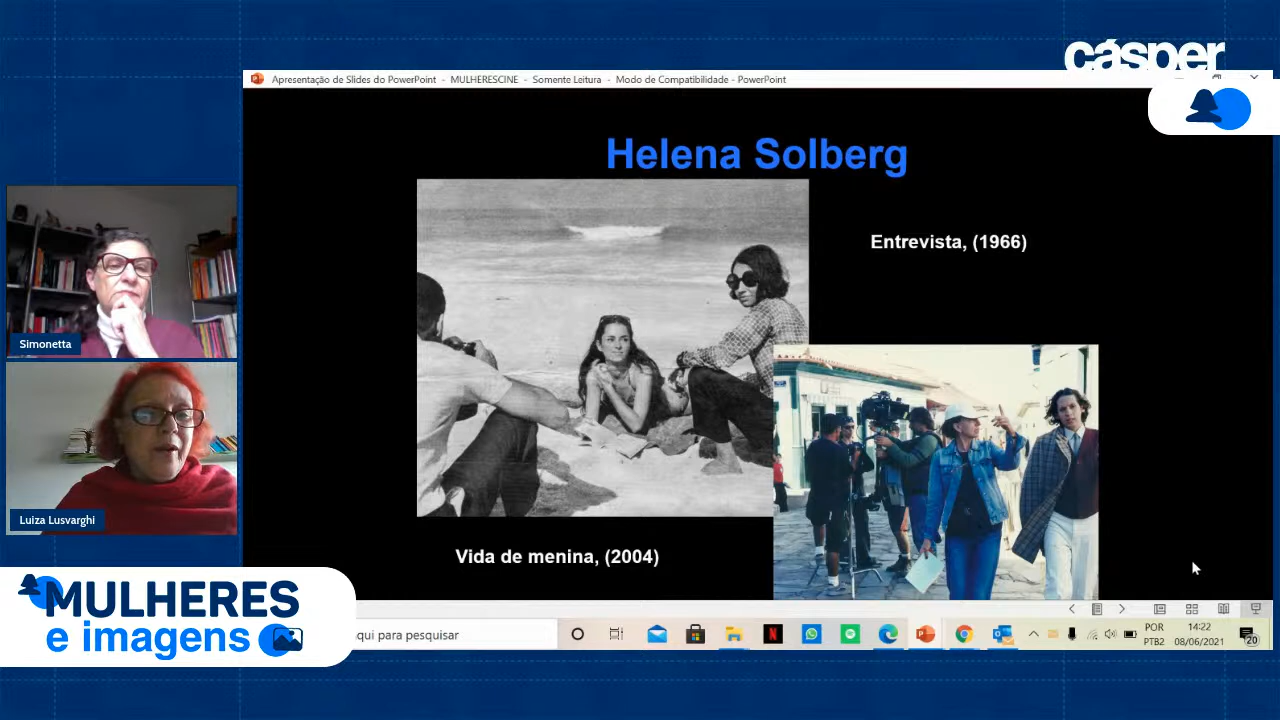 cásper
Apresentação de Slides do PowerPoint - MULHERESCINE - Somente Leitura - Modo de Compatibilidade - PowerPoint
Helena Solberg
Entrevista, (1966)
Simonetta
Luiza Lusvarghi
Vida de menina, (2004)
MULHERES
e imagens
qui para pesquisar
POR
PTB2
14:22
08/06/2021
20